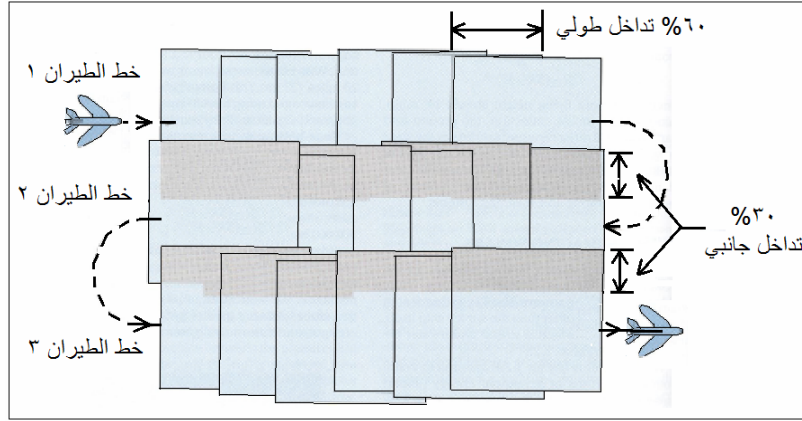 %٦٠ تداخل طولي
خط الطيران ١
خط الطيران ٢
%٣٠
تداخل جانبي
خط الطيران ٣